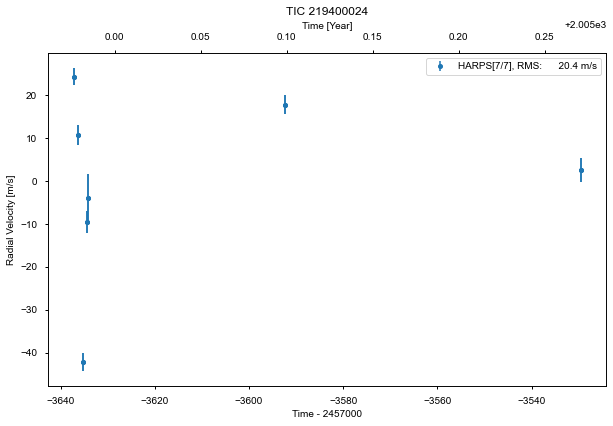 TIC 219400024
Time [Year]
0.00 0.05 0.10 0.15 0.20 0.25
+2.005e3
HARPS[7/7], RMS: 20.4 m/s
Radial Velocity [m/s]
20
10
0
−10
−20
−30
−40
−3640 −3620 −3600 −3580 −3560 −3540
Time - 2457000